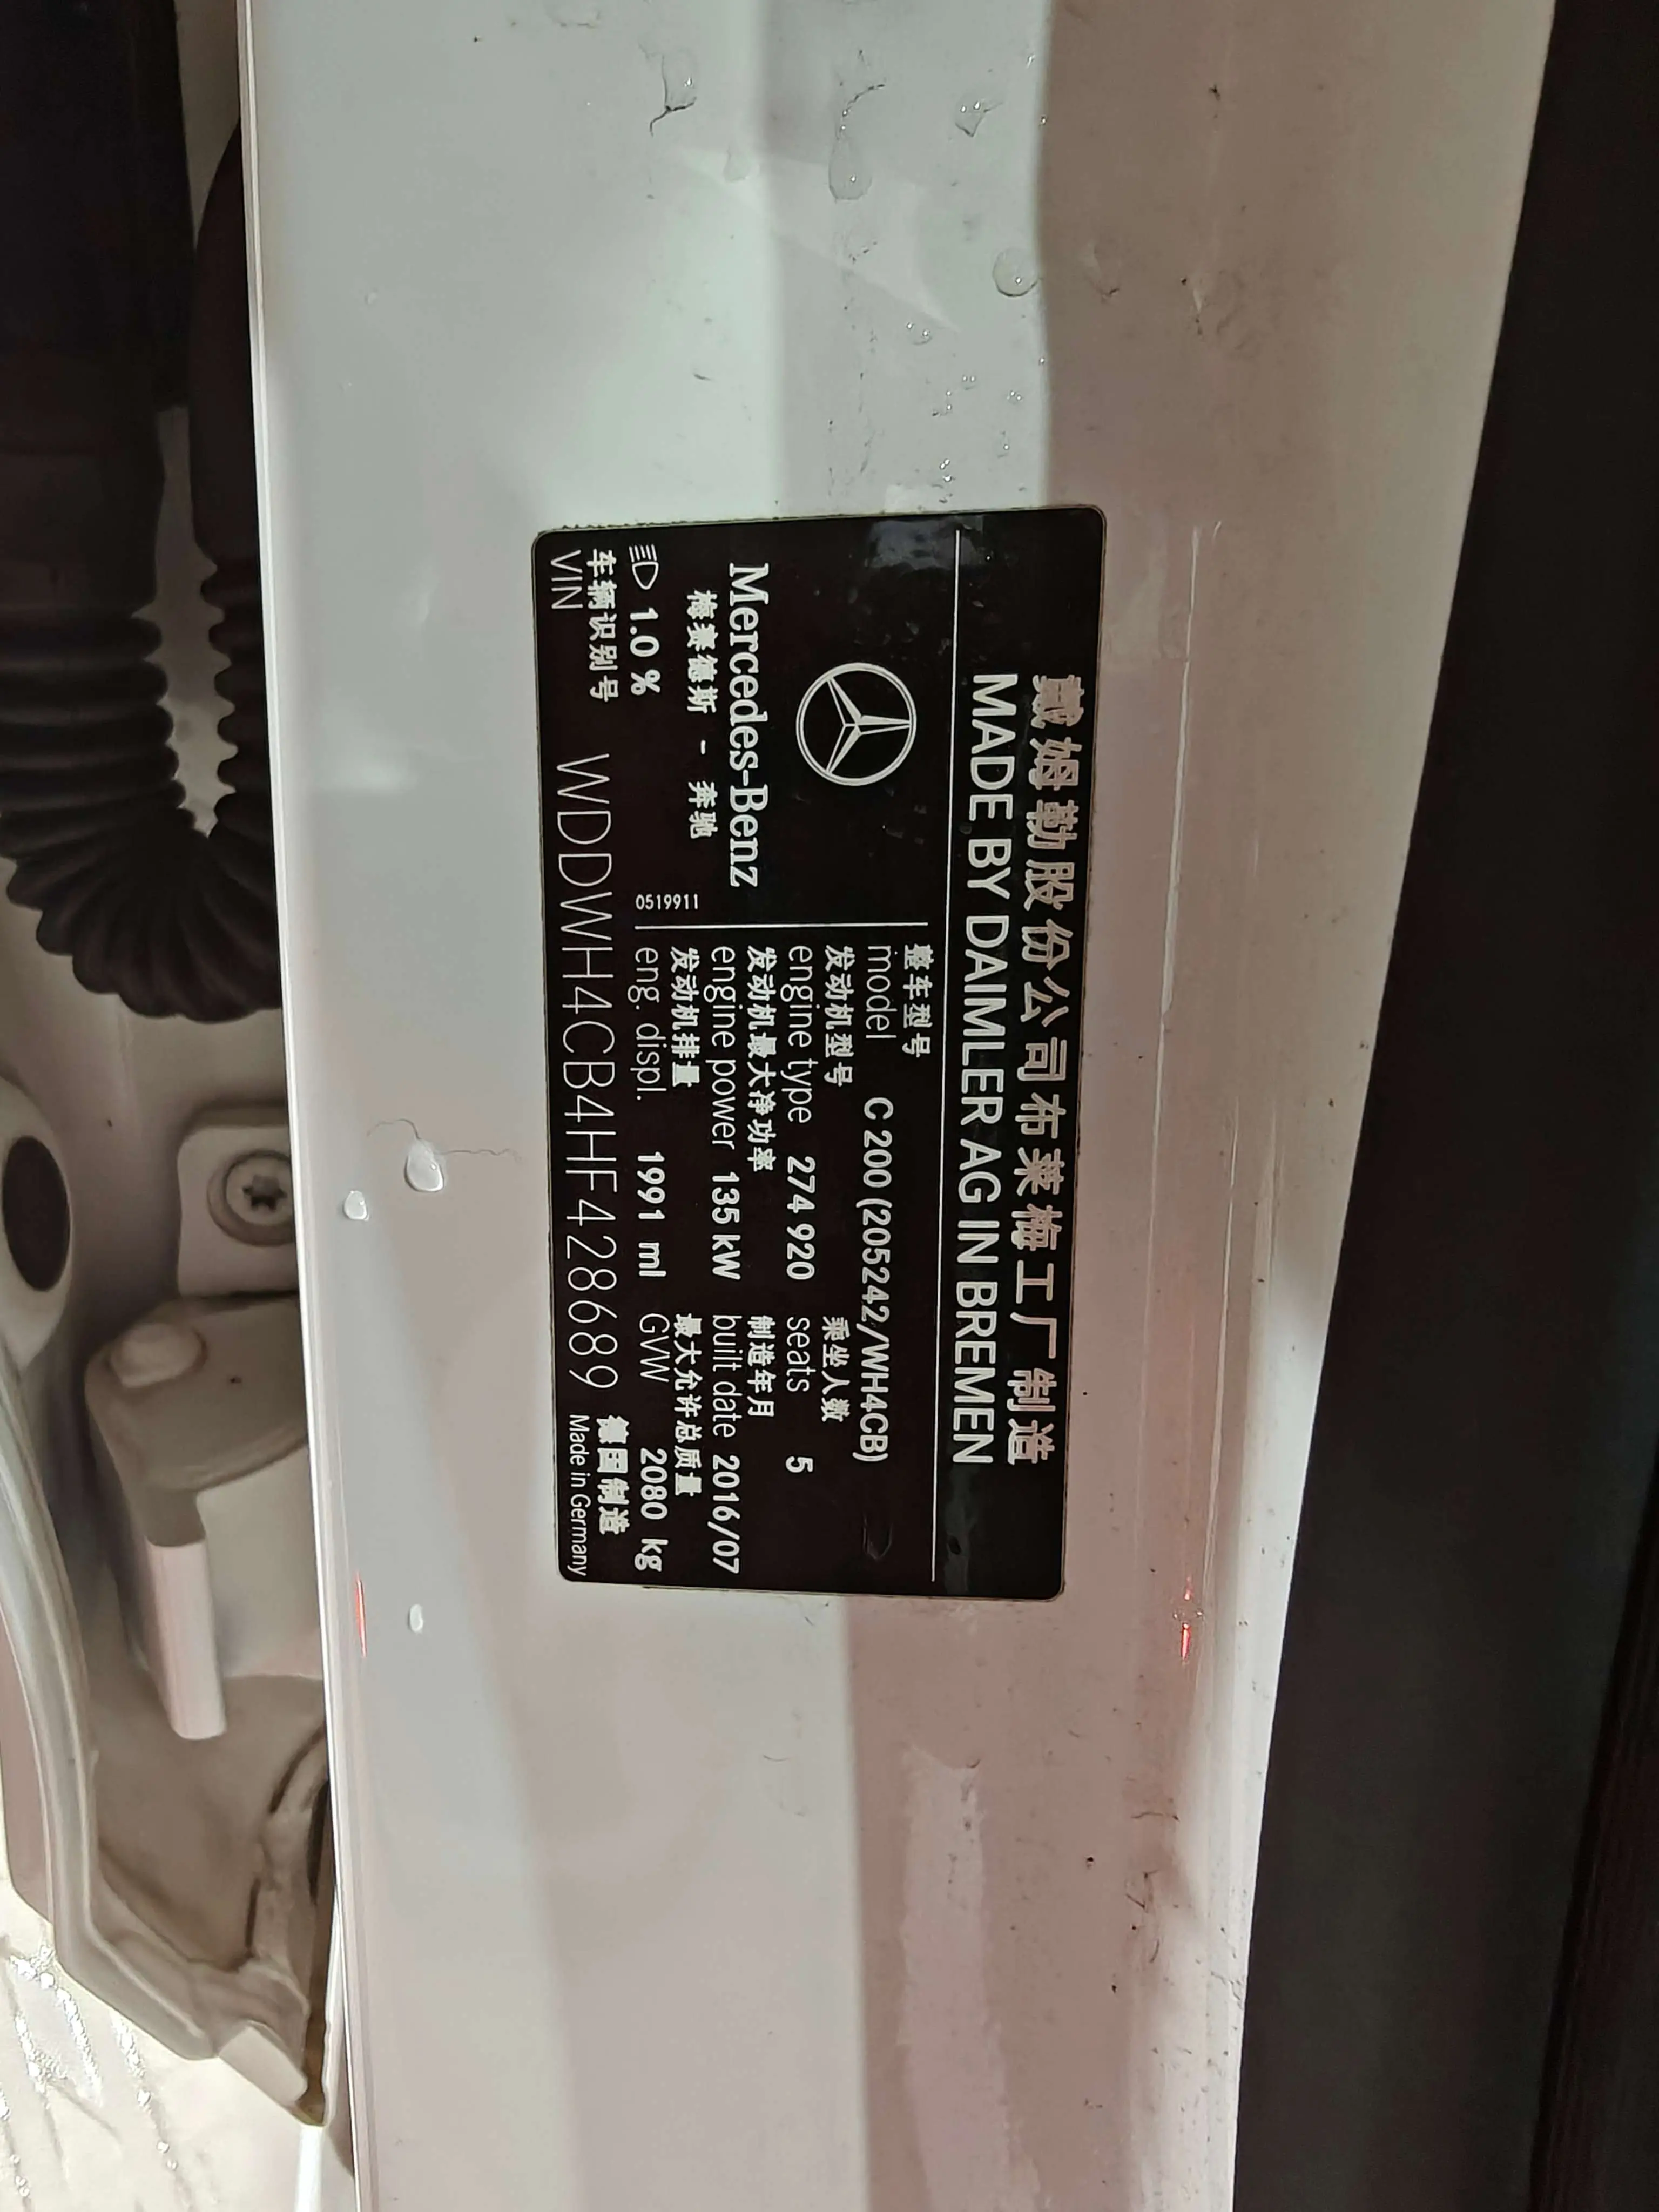 戴姆勒股份公司布莱梅工厂制造
MADE BY DAIMLER AG IN BREMEN
Mercedes-Benz
梅赛德斯 - 奔驰
0519911
整车型号
model C 200 (205242/WH4CB)
发动机型号 乘坐人数
engine type 274 920 seats 5
发动机最大净功率 制造年月
engine power 135 kW built date 2016/07
发动机排量 最大允许总质量
eng. displ. 1991 ml GVW 2080 kg
1.0 %
车辆识别号 德国制造
VIN WDDWH4CB4HF428689 Made in Germany